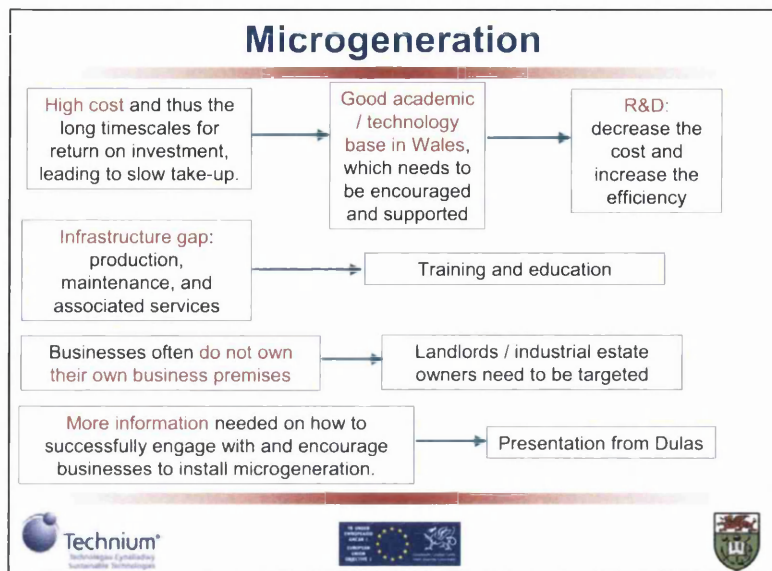 Microgeneration
High cost and thus the
long timescales for
return on investment,
leading to slow take-up.
Good academic
/ technology
base in Wales,
which needs to
be encouraged
and supported
R&D:
decrease the
cost and
increase the
efficiency
Infrastructure gap:
production,
maintenance, and
associated services
Training and education
Businesses often do not own
their own business premises
Landlords / industrial estate
owners need to be targeted
More information needed on how to
successfully engage with and encourage
businesses to install microgeneration.
Presentation from Dulas
Technium
Technolegau Cynaliadwy
Sustainable Technologies